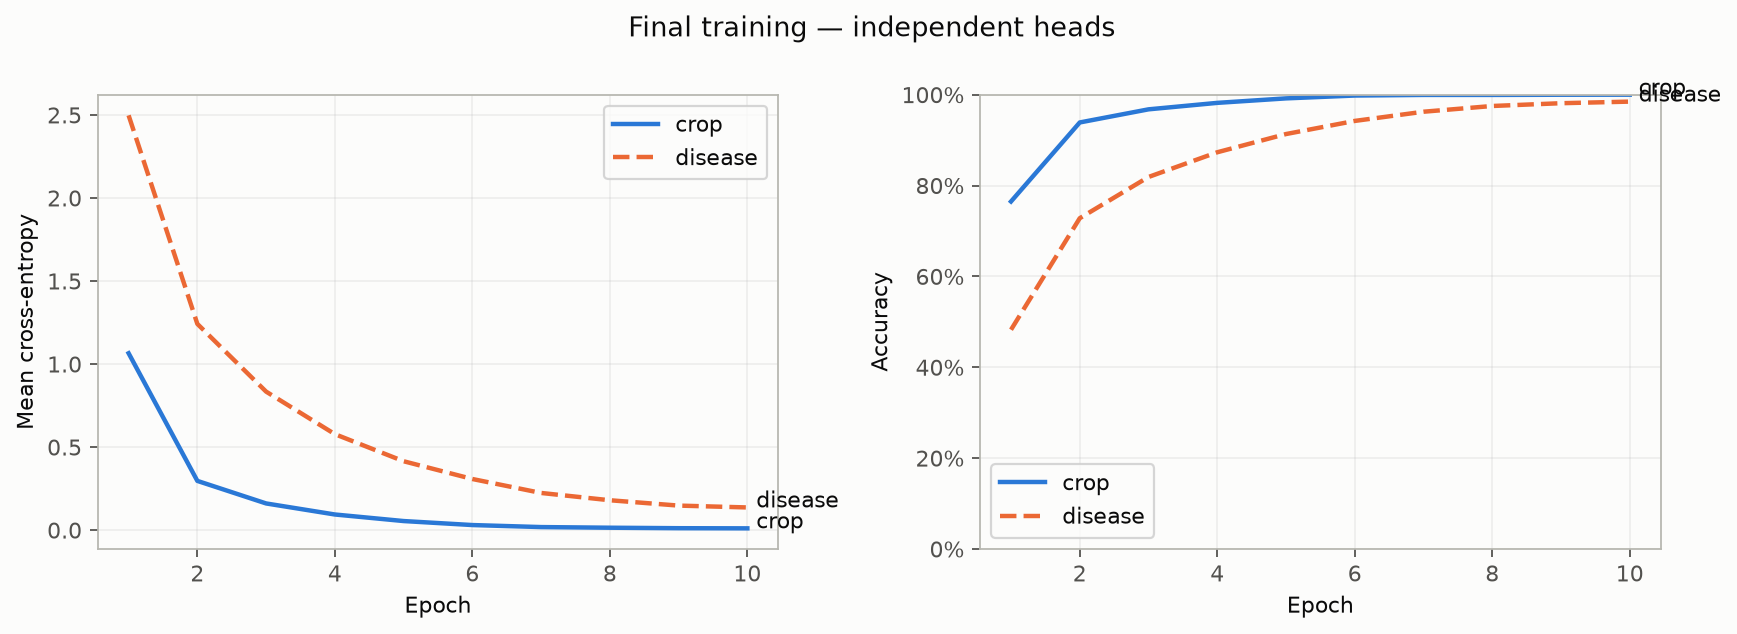 Final training — independent heads
2.5
2.0
1.5
1.0
0.5
0.0
Mean cross-entropy
crop
disease
disease
crop
2
4
6
8
10
Epoch
100%
80%
60%
40%
20%
0%
Accuracy
crop
disease
crop
disease
2
4
6
8
10
Epoch